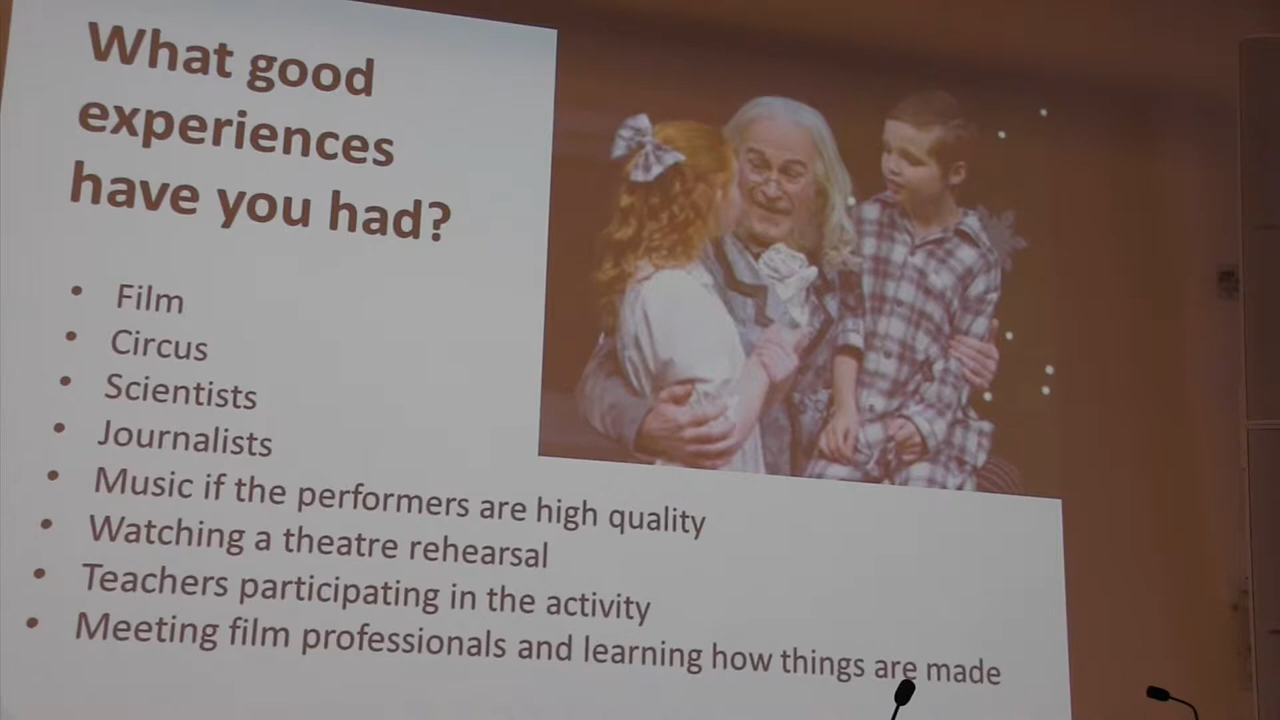 What good
experiences
have you had?
• Film
• Circus
• Scientists
• Journalists
• Music if the performers are high quality
• Watching a theatre rehearsal
• Teachers participating in the activity
• Meeting film professionals and learning how things are made